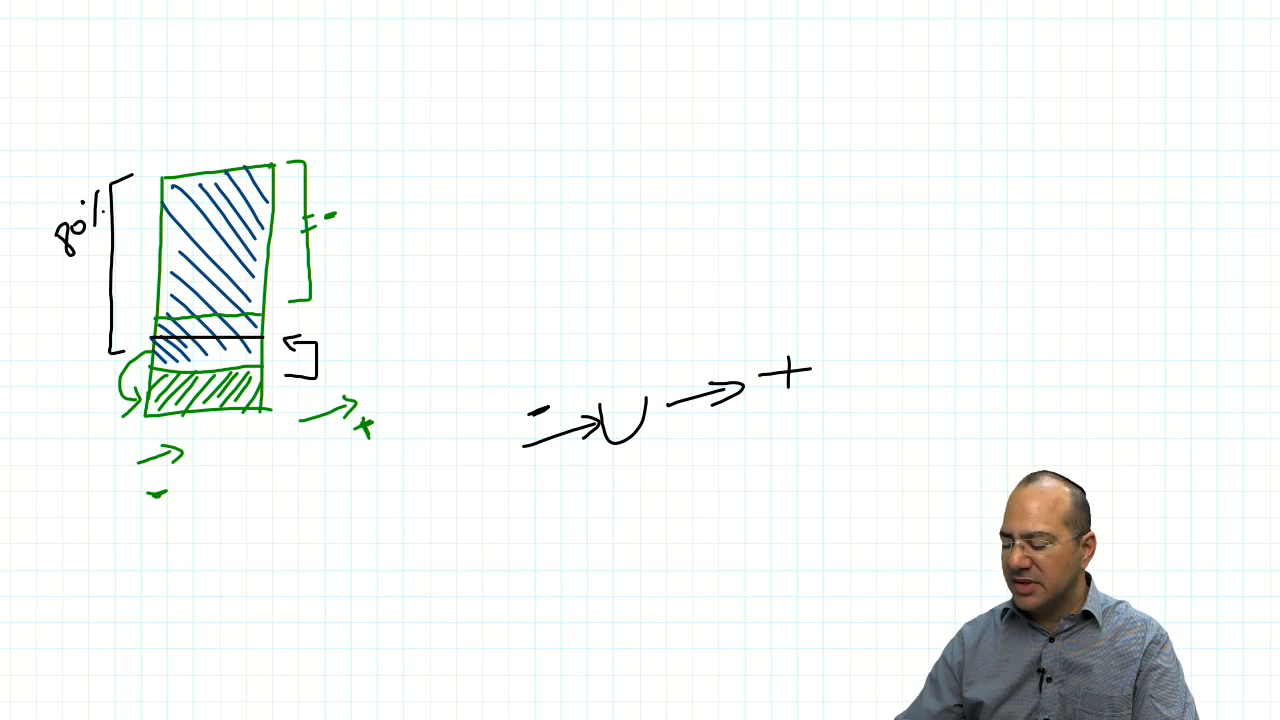 80%
= -
- U +
+
-